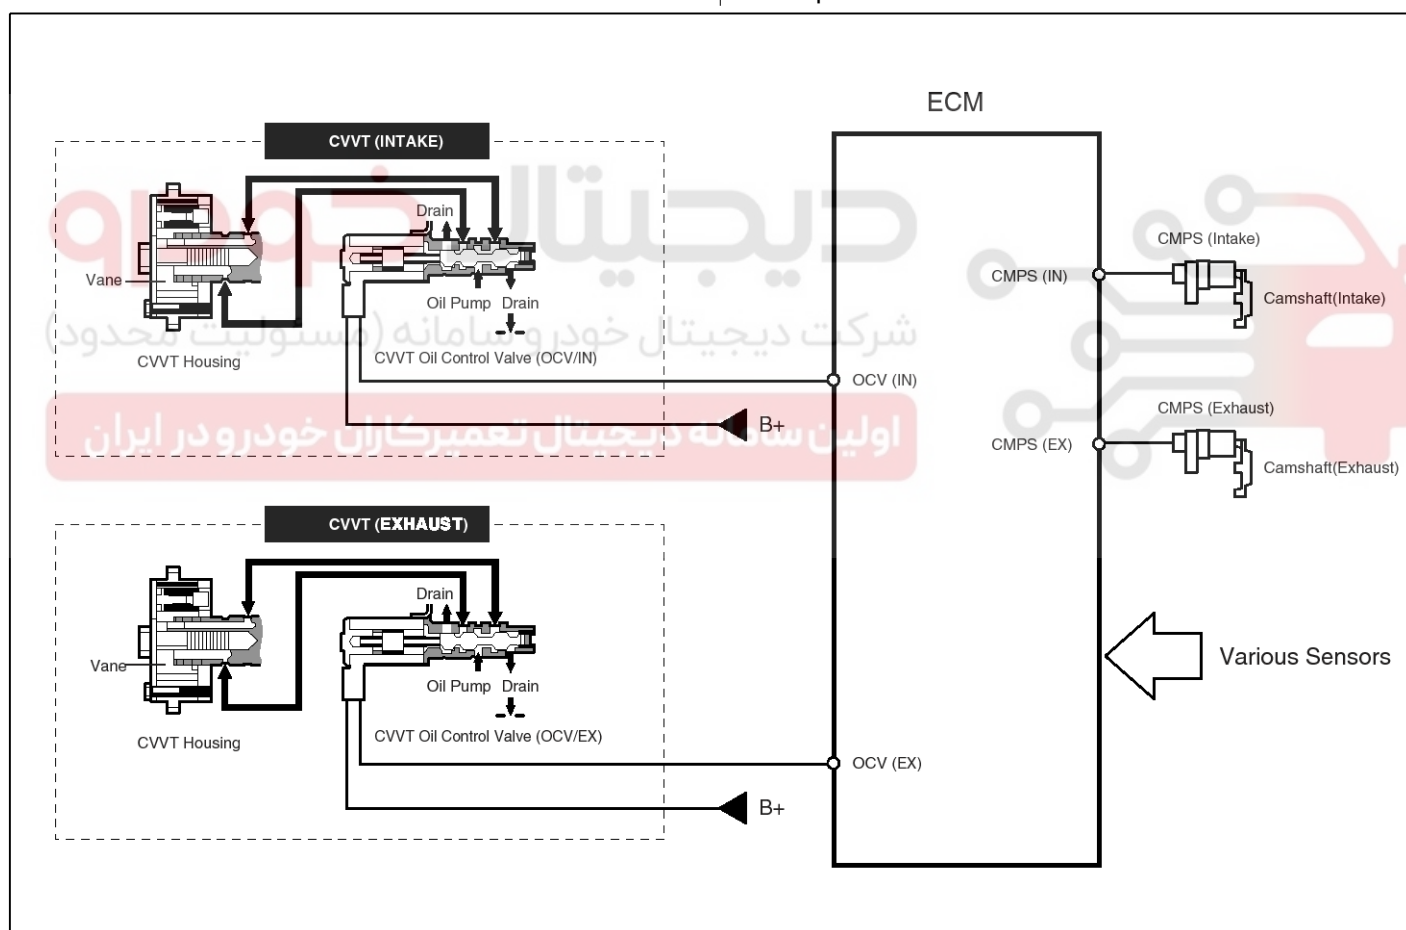 ECM
CVVT (INTAKE)
دیجیتال خودرو
شرکت دیجیتال خودرو سامانه (مسئولیت محدود)
اولین سامانه دیجیتال تعمیرکاران خودرو در ایران
Drain
Vane
Oil Pump
Drain
CVVT Housing
CVVT Oil Control Valve (OCV/IN)
OCV (IN)
B+
CMPS (IN)
CMPS (Intake)
Camshaft(Intake)
CMPS (EX)
CMPS (Exhaust)
Camshaft(Exhaust)
CVVT (EXHAUST)
Drain
Vane
Oil Pump
Drain
CVVT Housing
CVVT Oil Control Valve (OCV/EX)
OCV (EX)
B+
Various Sensors